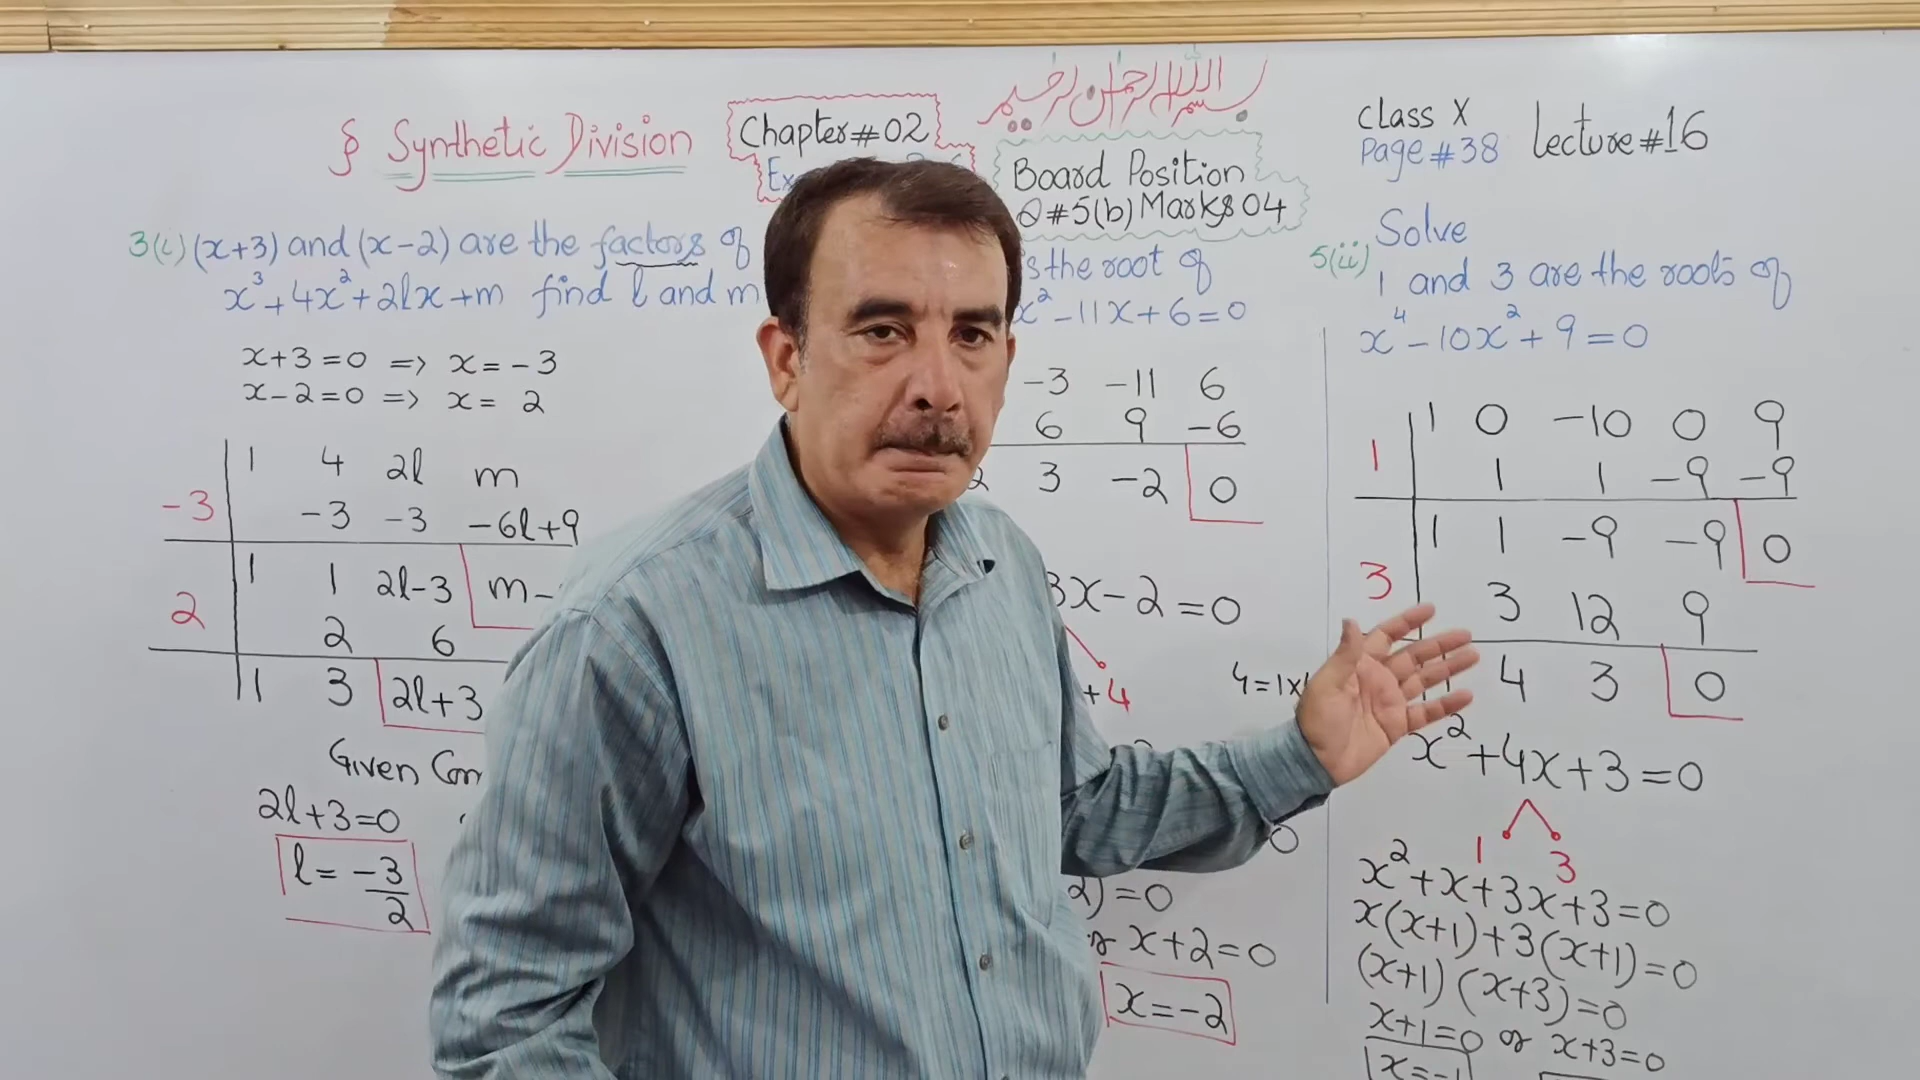 بسم اللہ الرحمٰن الرحیم
§ Synthetic Division
Chapter#02
Board Position
Q#5(b) Marks 04
Class X
Page#38
Lecture#16
3(i) (x+3) and (x-2) are the factors of
x³+4x²+2lx+m find l and m
x+3=0 => x=-3
x-2=0 => x= 2
1 4 2l m
-3 -3 -3 -6l+9
1 1 2l-3 m-
2 2 6
1 3 2l+3
Given
2l+3=0
l=-3/2
the root of
x²-11x+6=0
-3 -11 6
6 9 -6
2 3 -2 0
3x-2=0
+4
4=1x
2)=0
or x+2=0
x=-2
5(ii) Solve
1 and 3 are the roots of
x⁴-10x²+9=0
1 0 -10 0 9
1 1 1 -9 -9
1 1 -9 -9 0
3 3 12 9
1 4 3 0
x²+4x+3=0
1 3
x²+x+3x+3=0
x(x+1)+3(x+1)=0
(x+1)(x+3)=0
x+1=0 or x+3=0
x=-1